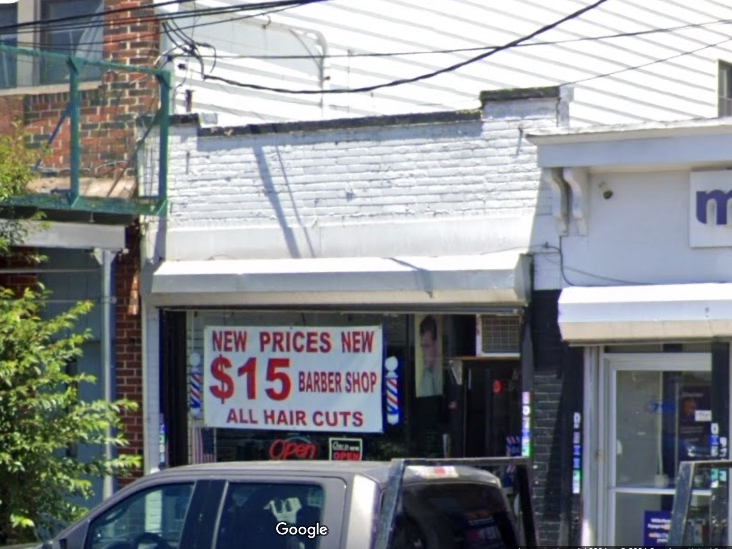 NEW PRICES NEW
$15 BARBER SHOP
ALL HAIR CUTS
Open
OPEN
m
Google